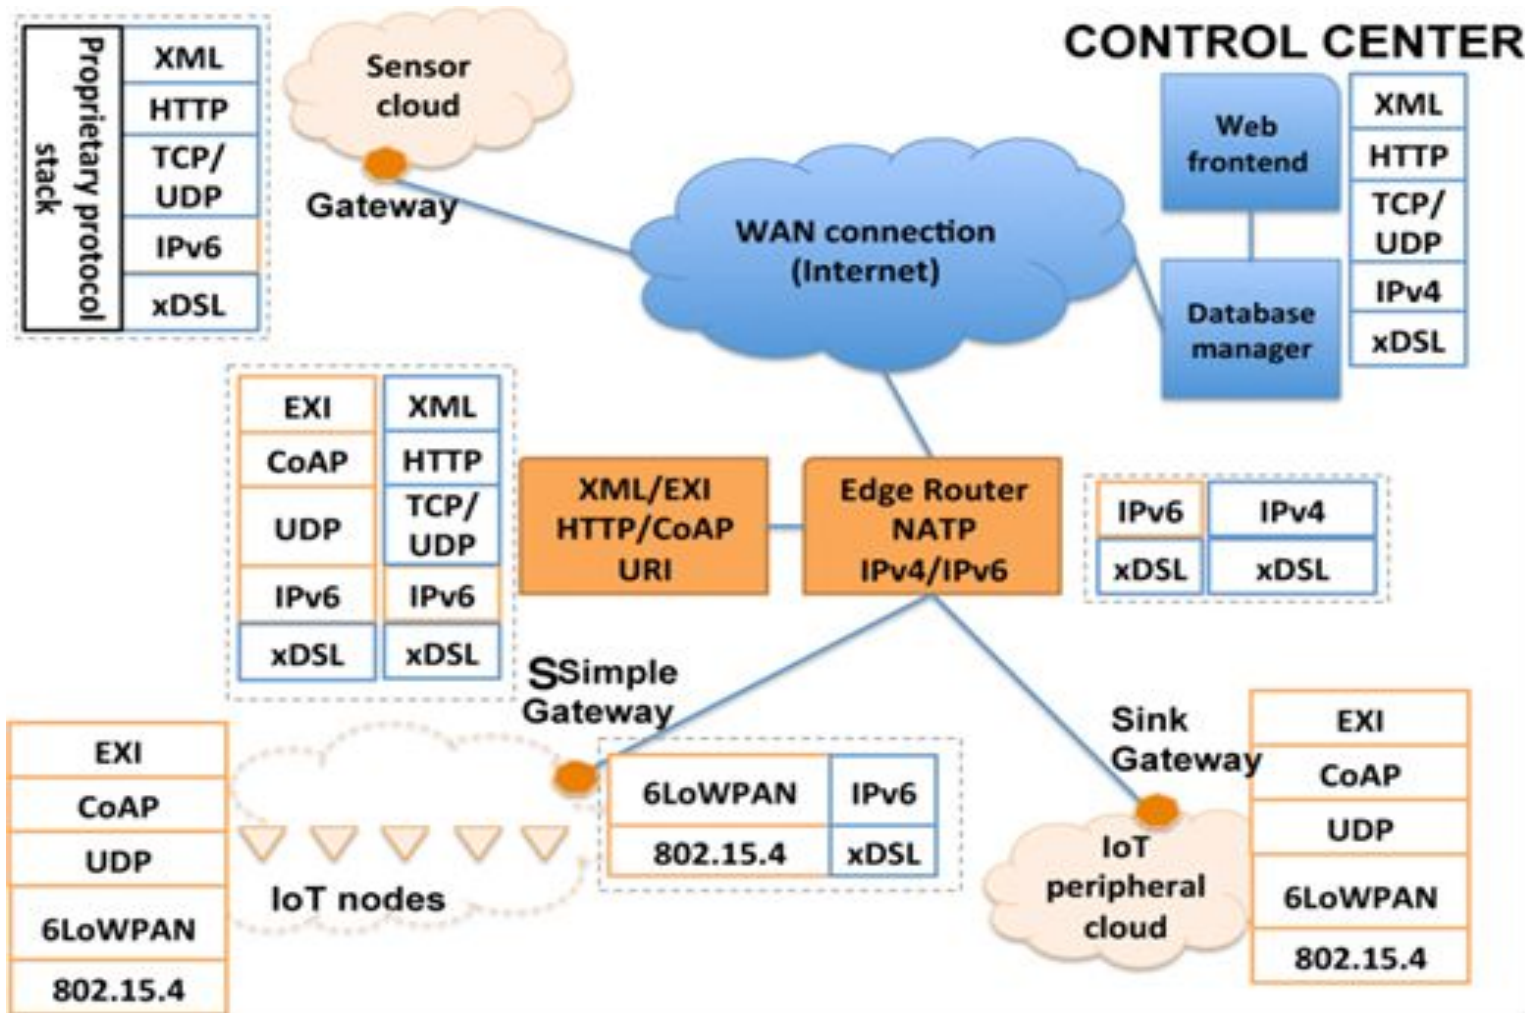 Proprietary protocol
stack
XML
HTTP
TCP/
UDP
IPv6
xDSL
Sensor
cloud
Gateway
WAN connection
(Internet)
CONTROL CENTER
Web
frontend
Database
manager
XML
HTTP
TCP/
UDP
IPv4
xDSL
EXI
CoAP
UDP
IPv6
xDSL
XML
HTTP
TCP/
UDP
IPv6
xDSL
XML/EXI
HTTP/CoAP
URI
Edge Router
NATP
IPv4/IPv6
IPv6
IPv4
xDSL
xDSL
SSimple
Gateway
Sink
Gateway
EXI
CoAP
UDP
6LoWPAN
802.15.4
IoT nodes
6LoWPAN
IPv6
802.15.4
xDSL
IoT
peripheral
cloud
EXI
CoAP
UDP
6LoWPAN
802.15.4